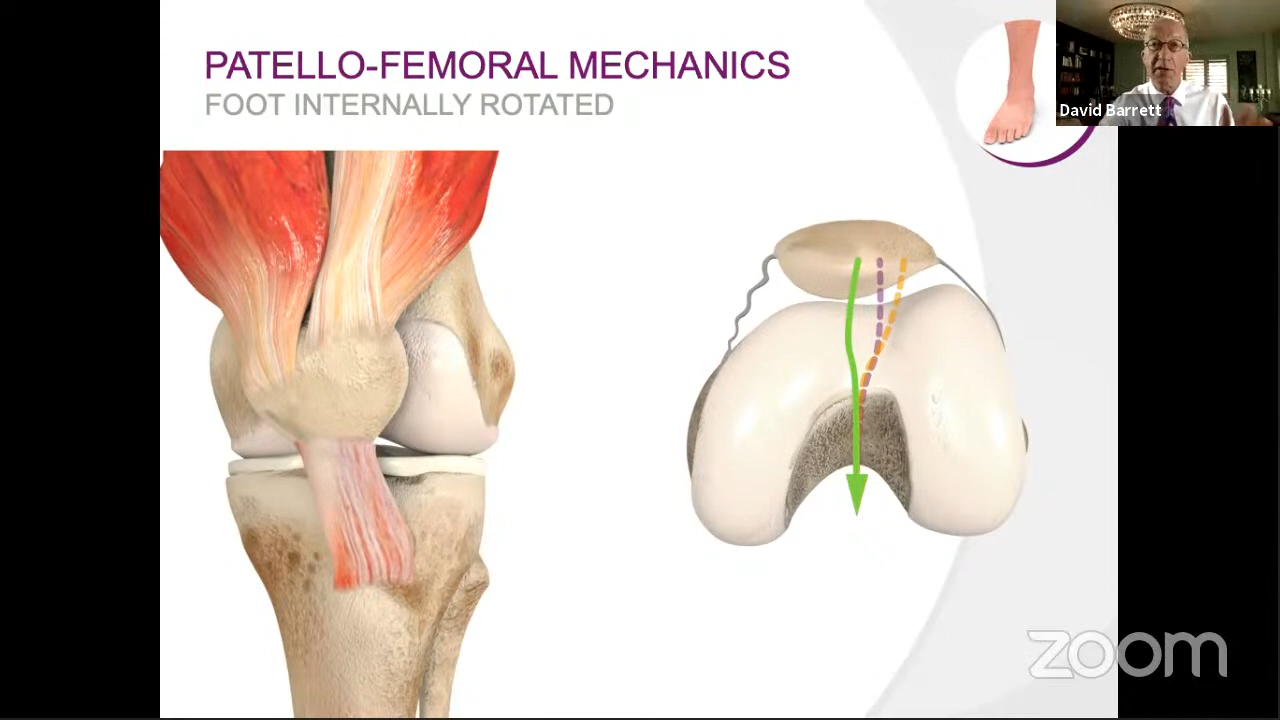 PATELLO-FEMORAL MECHANICS
FOOT INTERNALLY ROTATED
David Barrett
zoom